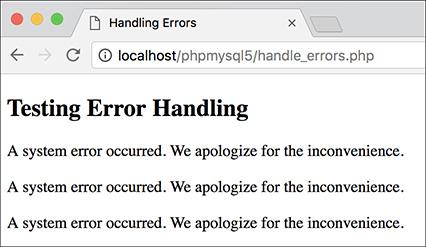 Handling Errors
localhost/phpmysql5/handle_errors.php
Testing Error Handling
A system error occurred. We apologize for the inconvenience.
A system error occurred. We apologize for the inconvenience.
A system error occurred. We apologize for the inconvenience.